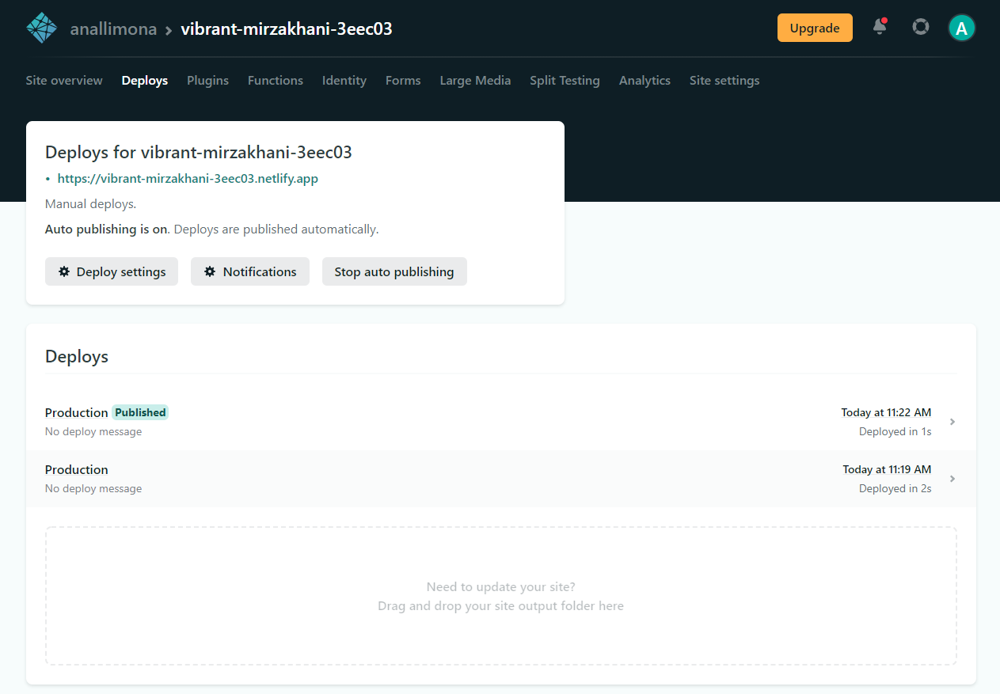 anallimona > vibrant-mirzakhani-3eec03
Upgrade
A
Site overview Deploys Plugins Functions Identity Forms Large Media Split Testing Analytics Site settings
Deploys for vibrant-mirzakhani-3eec03
• https://vibrant-mirzakhani-3eec03.netlify.app
Manual deploys.
Auto publishing is on. Deploys are published automatically.
Deploy settings Notifications Stop auto publishing
Deploys
Production Published Today at 11:22 AM
No deploy message Deployed in 1s
Production Today at 11:19 AM
No deploy message Deployed in 2s
Need to update your site?
Drag and drop your site output folder here